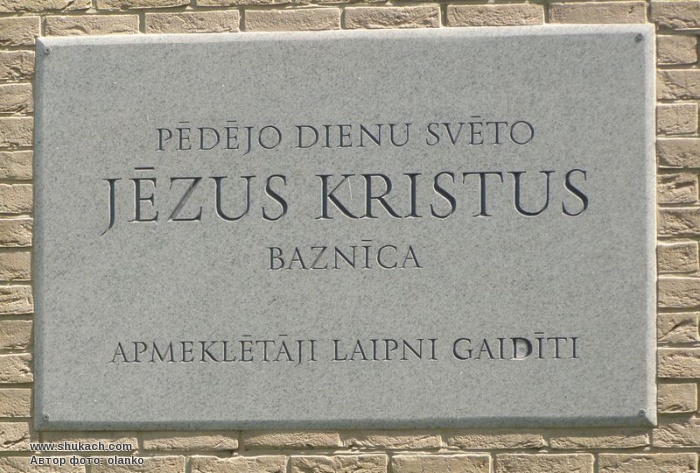 PĒDĒJO DIENU SVĒTO
JĒZUS KRISTUS
BAZNĪCA
APMEKLĒTĀJI LAIPNI GAIDĪTI
www.shukach.com
Автор фото: olanko